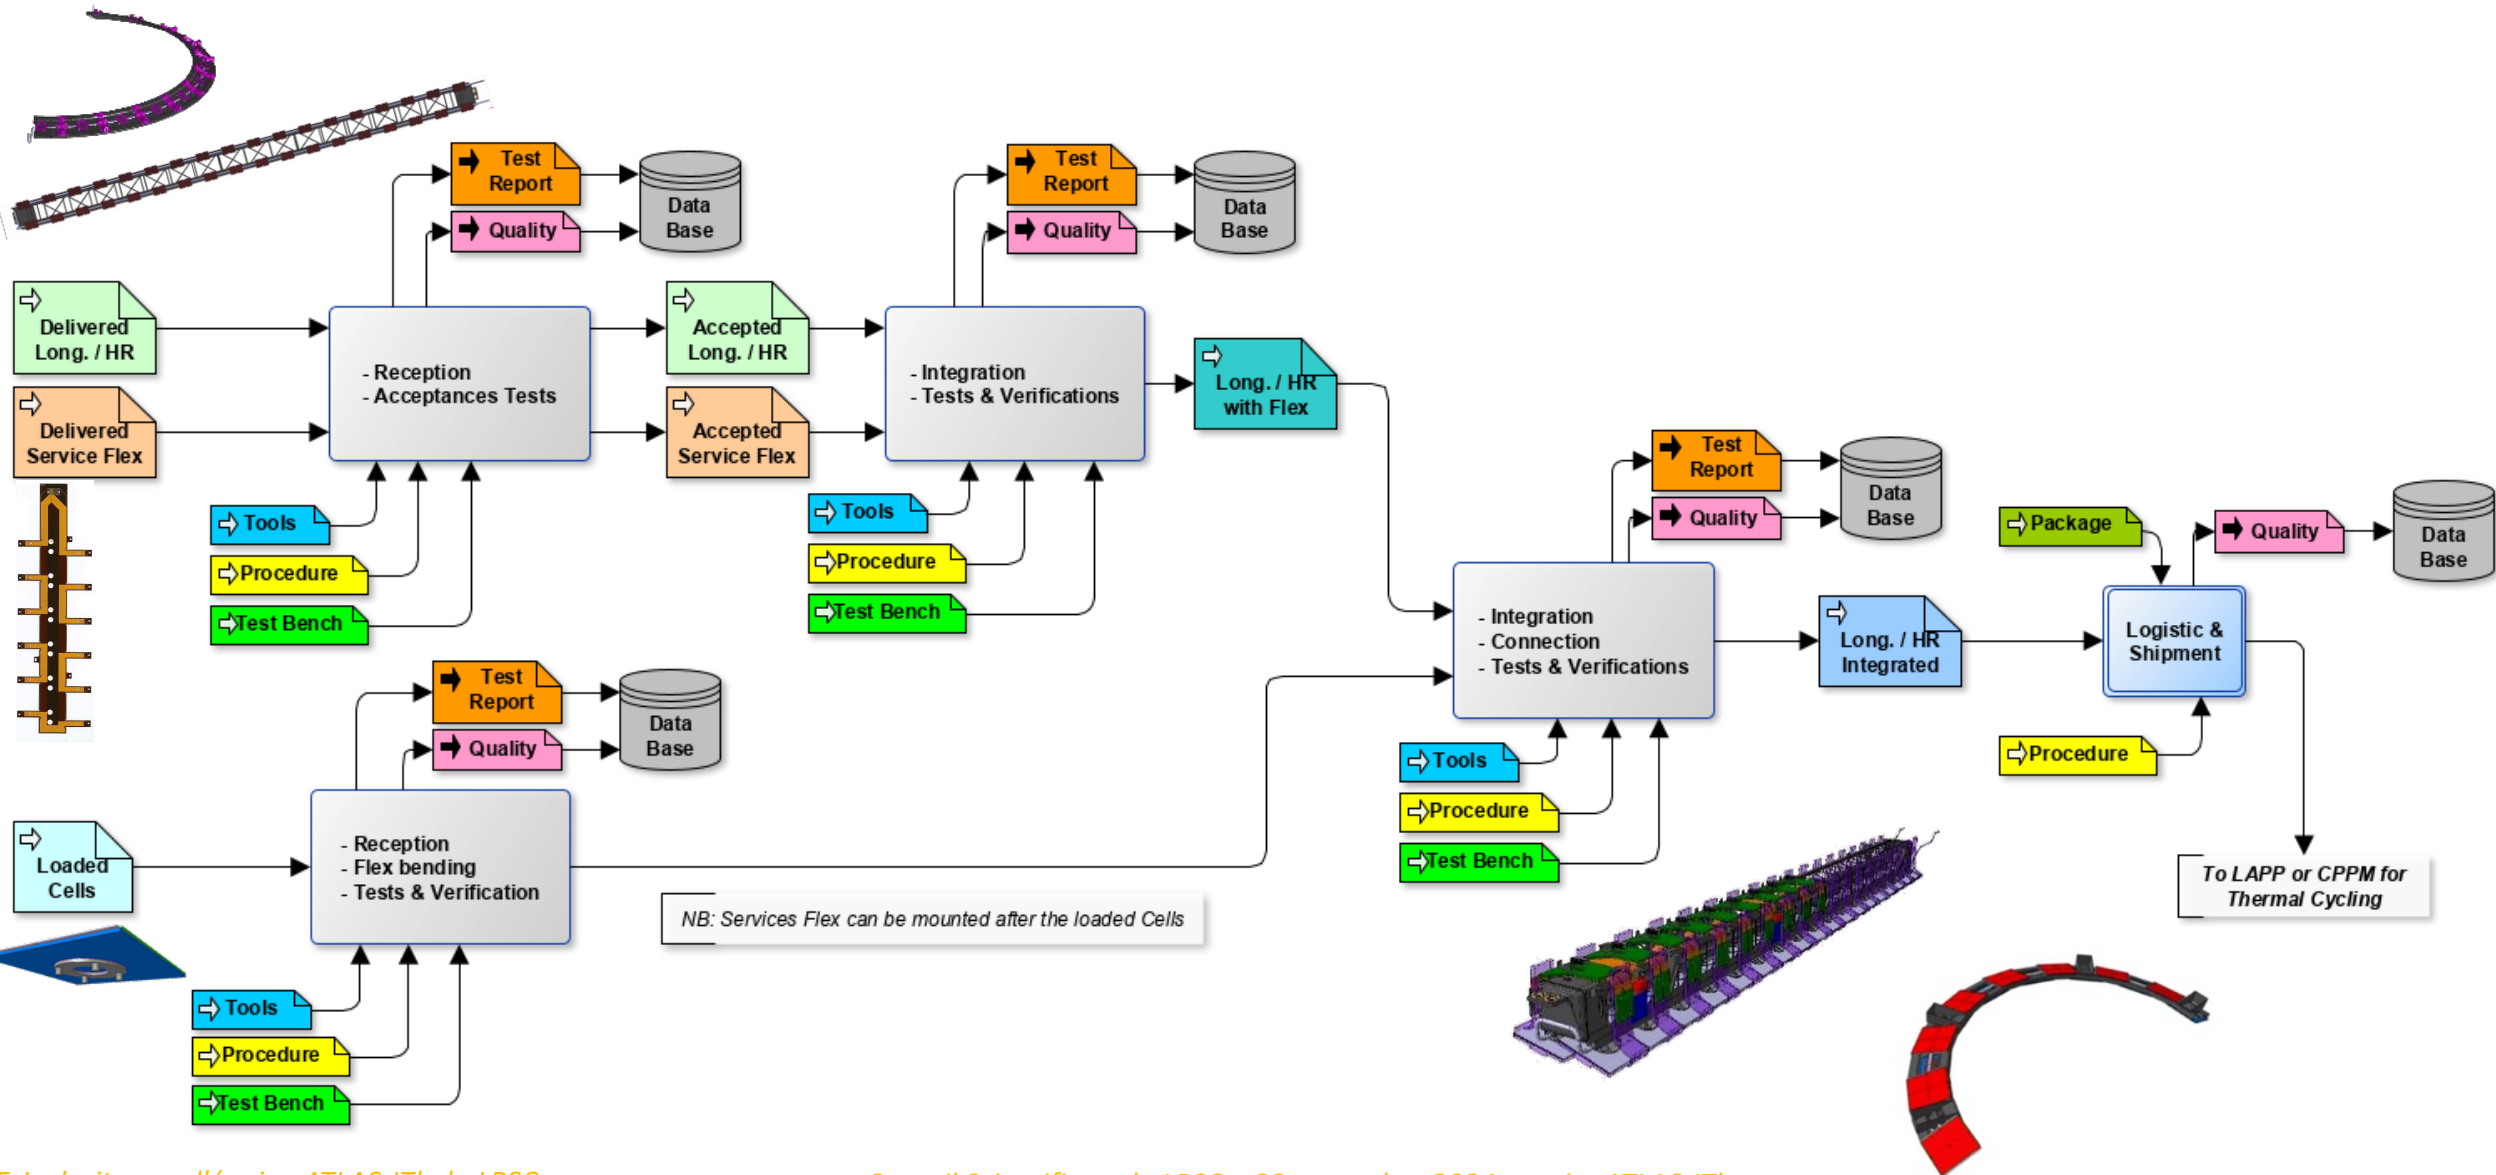 Test
Report
Quality
Data
Base
Test
Report
Quality
Data
Base
Delivered
Long. / HR
Delivered
Service Flex
- Reception
- Acceptances Tests
Accepted
Long. / HR
Accepted
Service Flex
- Integration
- Tests & Verifications
Long. / HR
with Flex
Tools
Procedure
Test Bench
Tools
Procedure
Test Bench
Test
Report
Quality
Data
Base
Package
Quality
Data
Base
- Integration
- Connection
- Tests & Verifications
Long. / HR
Integrated
Logistic &
Shipment
Tools
Procedure
Test Bench
Procedure
To LAPP or CPPM for
Thermal Cycling
Test
Report
Quality
Data
Base
Loaded
Cells
- Reception
- Flex bending
- Tests & Verification
NB: Services Flex can be mounted after the loaded Cells
Tools
Procedure
Test Bench